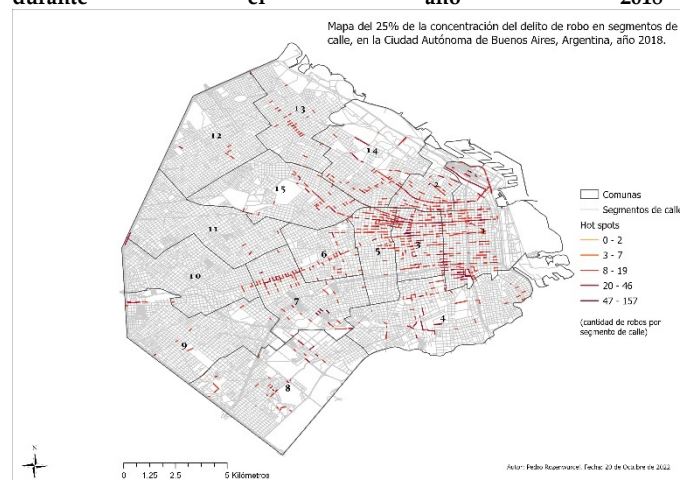 durante el año 2018
Mapa del 25% de la concentración del delito de robo en segmentos de
calle, en la Ciudad Autónoma de Buenos Aires, Argentina, año 2018.
13
12
14
2
15
1
11
3
5
6
10
7
4
9
8
Comunas
Segmentos de calle
Hot spots
0 - 2
3 - 7
8 - 19
20 - 46
47 - 157
(cantidad de robos por
segmento de calle)
N
0 1.25 2.5 5 Kilómetros
Autor: Pedro Rozenwurcel. Fecha: 20 de Octubre de 2022